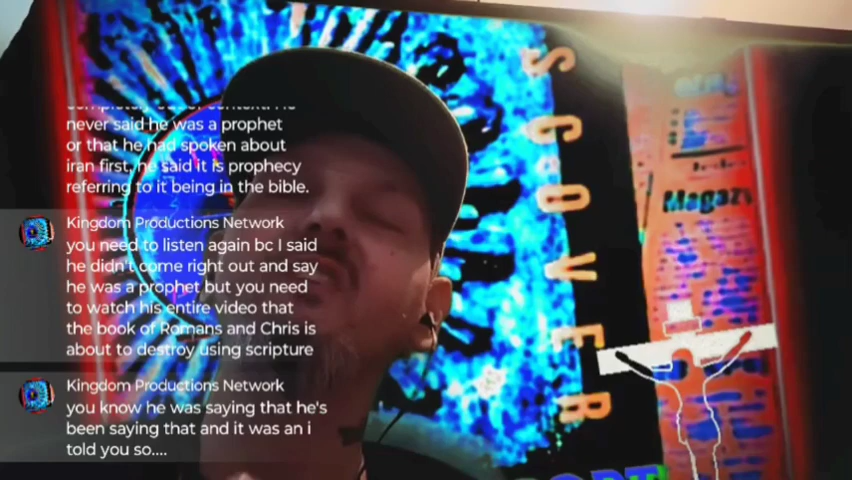 never said he was a prophet
or that he had spoken about
iran first, he said it is prophecy
referring to it being in the bible.
Kingdom Productions Network
you need to listen again bc I said
he didn't come right out and say
he was a prophet but you need
to watch his entire video that
the book of Romans and Chris is
about to destroy using scripture
Kingdom Productions Network
you know he was saying that he's
been saying that and it was an i
told you so....
SCOVER
Magaz